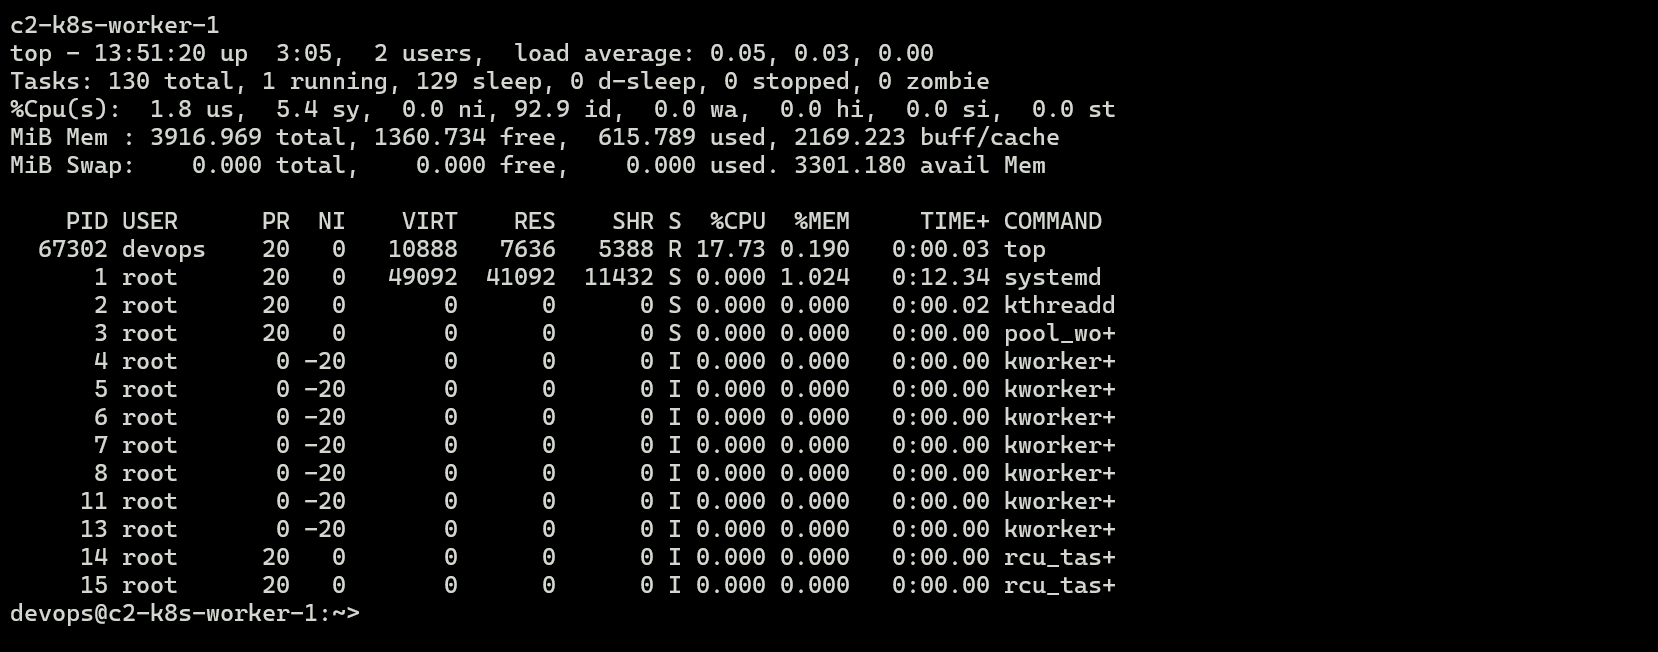 c2-k8s-worker-1
top - 13:51:20 up  3:05,  2 users,  load average: 0.05, 0.03, 0.00
Tasks: 130 total, 1 running, 129 sleep, 0 d-sleep, 0 stopped, 0 zombie
%Cpu(s):  1.8 us,  5.4 sy,  0.0 ni, 92.9 id,  0.0 wa,  0.0 hi,  0.0 si,  0.0 st
MiB Mem : 3916.969 total, 1360.734 free,  615.789 used, 2169.223 buff/cache
MiB Swap:    0.000 total,    0.000 free,    0.000 used. 3301.180 avail Mem

    PID USER      PR  NI    VIRT    RES    SHR S  %CPU  %MEM     TIME+ COMMAND
  67302 devops    20   0   10888   7636   5388 R 17.73 0.190   0:00.03 top
      1 root      20   0   49092  41092  11432 S 0.000 1.024   0:12.34 systemd
      2 root      20   0       0      0      0 S 0.000 0.000   0:00.02 kthreadd
      3 root      20   0       0      0      0 S 0.000 0.000   0:00.00 pool_wo+
      4 root       0 -20       0      0      0 I 0.000 0.000   0:00.00 kworker+
      5 root       0 -20       0      0      0 I 0.000 0.000   0:00.00 kworker+
      6 root       0 -20       0      0      0 I 0.000 0.000   0:00.00 kworker+
      7 root       0 -20       0      0      0 I 0.000 0.000   0:00.00 kworker+
      8 root       0 -20       0      0      0 I 0.000 0.000   0:00.00 kworker+
     11 root       0 -20       0      0      0 I 0.000 0.000   0:00.00 kworker+
     13 root       0 -20       0      0      0 I 0.000 0.000   0:00.00 kworker+
     14 root      20   0       0      0      0 I 0.000 0.000   0:00.00 rcu_tas+
     15 root      20   0       0      0      0 I 0.000 0.000   0:00.00 rcu_tas+
devops@c2-k8s-worker-1:~>